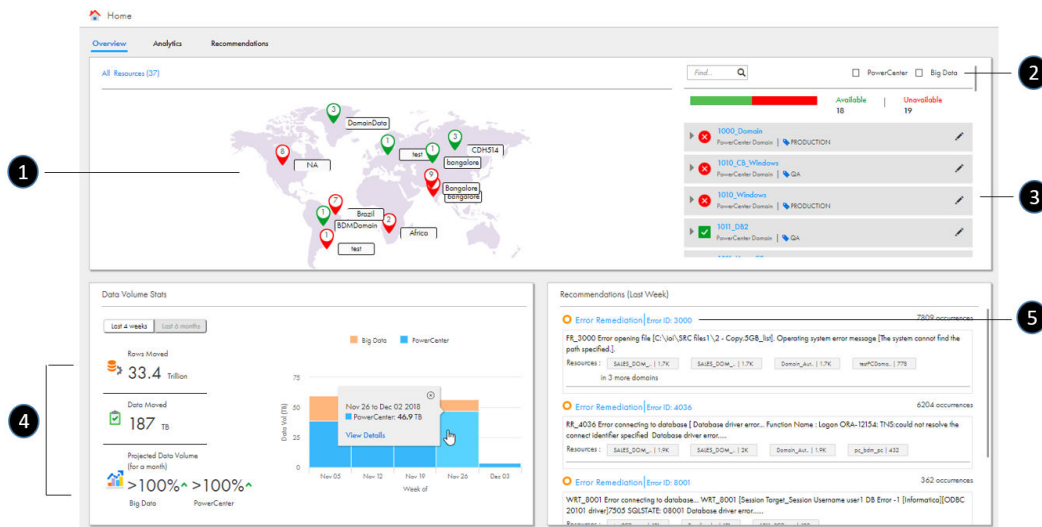 Home
Overview Analytics Recommendations
All Resources (37)
Find...
PowerCenter Big Data
2
Available
18
Unavailable
19
1000_Domain
PowerCenter Domain | PRODUCTION
1010_CB_Windows
PowerCenter Domain | QA
1010_Windows
PowerCenter Domain | PRODUCTION
3
1011_DB2
PowerCenter Domain | QA
1
3
DomainData
8
NA
1
test
1
bangalore
3
CDH514
9
Bangalore
bangalore
7
Brazil
1
BDMDomain
2
Africa
1
test
Data Volume Stats
Last 4 weeks Last 6 months
Rows Moved
33.4 Trillion
Data Moved
187 TB
Projected Data Volume
(for a month)
>100% >100%
Big Data PowerCenter
4
Big Data PowerCenter
Data Vol (TB)
75
50
25
0
Nov 26 to Dec 02 2018
PowerCenter: 46.9 TB
View Details
Nov 05 Nov 12 Nov 19 Nov 26 Dec 03
Week of
Recommendations (Last Week)
Error Remediation | Error ID: 3000
7809 occurrences
5
FR_3000 Error opening file [C:\jai\SRC files1\2 - Copy.5GB_list]. Operating system error message [The system cannot find the
path specified.].
Resources : SALES_DOM_.. | 1.7K SALES_DOM_.. | 1.7K Domain_Aut.. | 1.7K | 778
in 3 more domains
Error Remediation | Error ID: 4036
6204 occurrences
RR_4036 Error connecting to database [ Database driver error... Function Name : Logon ORA-12154: TNS:could not resolve the
connect identifier specified Database driver error.....
Resources : SALES_DOM_.. | 1.9K SALES_DOM_.. | 2K Domain_Aut.. | 1.9K pc_bdm_pc | 432
Error Remediation | Error ID: 8001
362 occurrences
WRT_8001 Error connecting to database... WRT_8001 [Session Target_Session Username user1 DB Error -1 [Informatica][ODBC
20101 driver]7505 SQLSTATE: 08001 Database driver error......